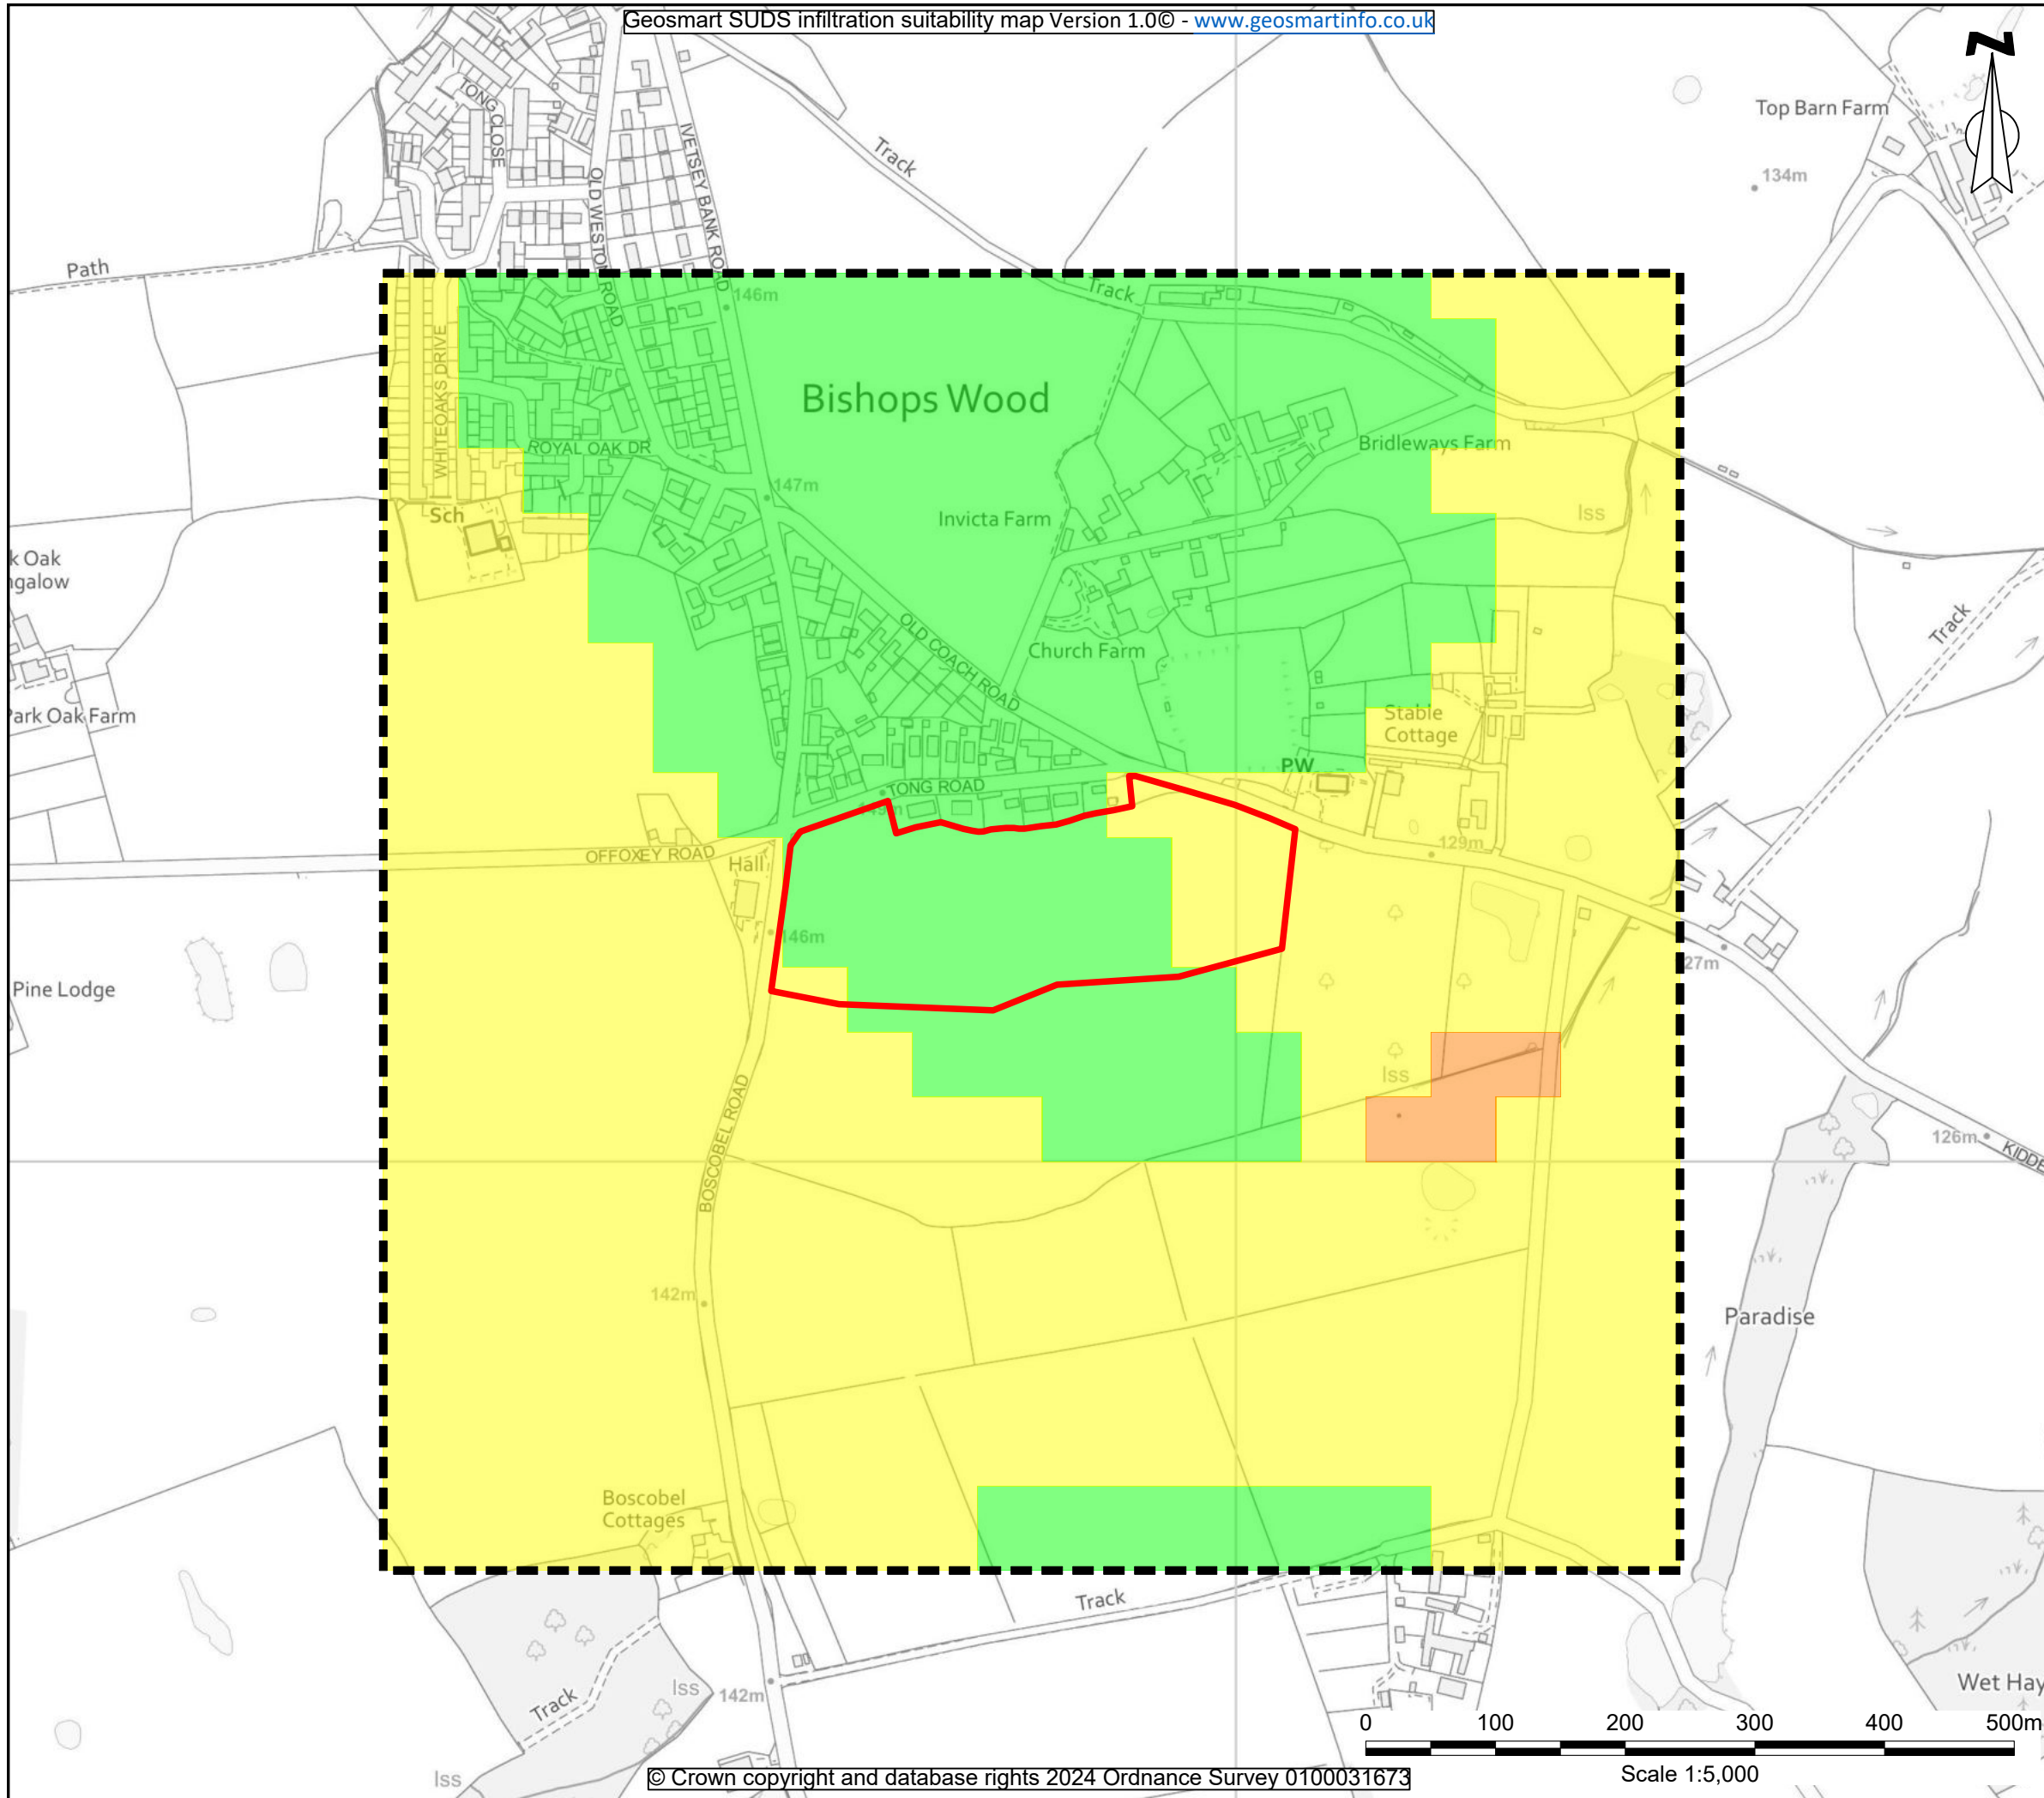 Geosmart SUDS infiltration suitability map Version 1.0© - www.geosmartinfo.co.uk
N
Top Barn Farm
134m
TONG CLOSE
OLD WESTON ROAD
IVETSEY BANK ROAD
Track
Path
Track
146m
WHITEOAKS DRIVE
Bishops Wood
ROYAL OAK DR
Bridleways Farm
147m
Sch
Invicta Farm
Iss
k Oak
ngalow
OLD COACH ROAD
Track
Church Farm
Park Oak Farm
Stable
Cottage
PW
TONG ROAD
OFFOXEY ROAD
Hall
129m
146m
27m
Pine Lodge
Iss
BOSCOBEL ROAD
126m
KIDDE
142m
Paradise
Boscobel
Cottages
Track
Track
Iss
142m
Wet Hay
0 100 200 300 400 500m
Iss
© Crown copyright and database rights 2024 Ordnance Survey 0100031673
Scale 1:5,000